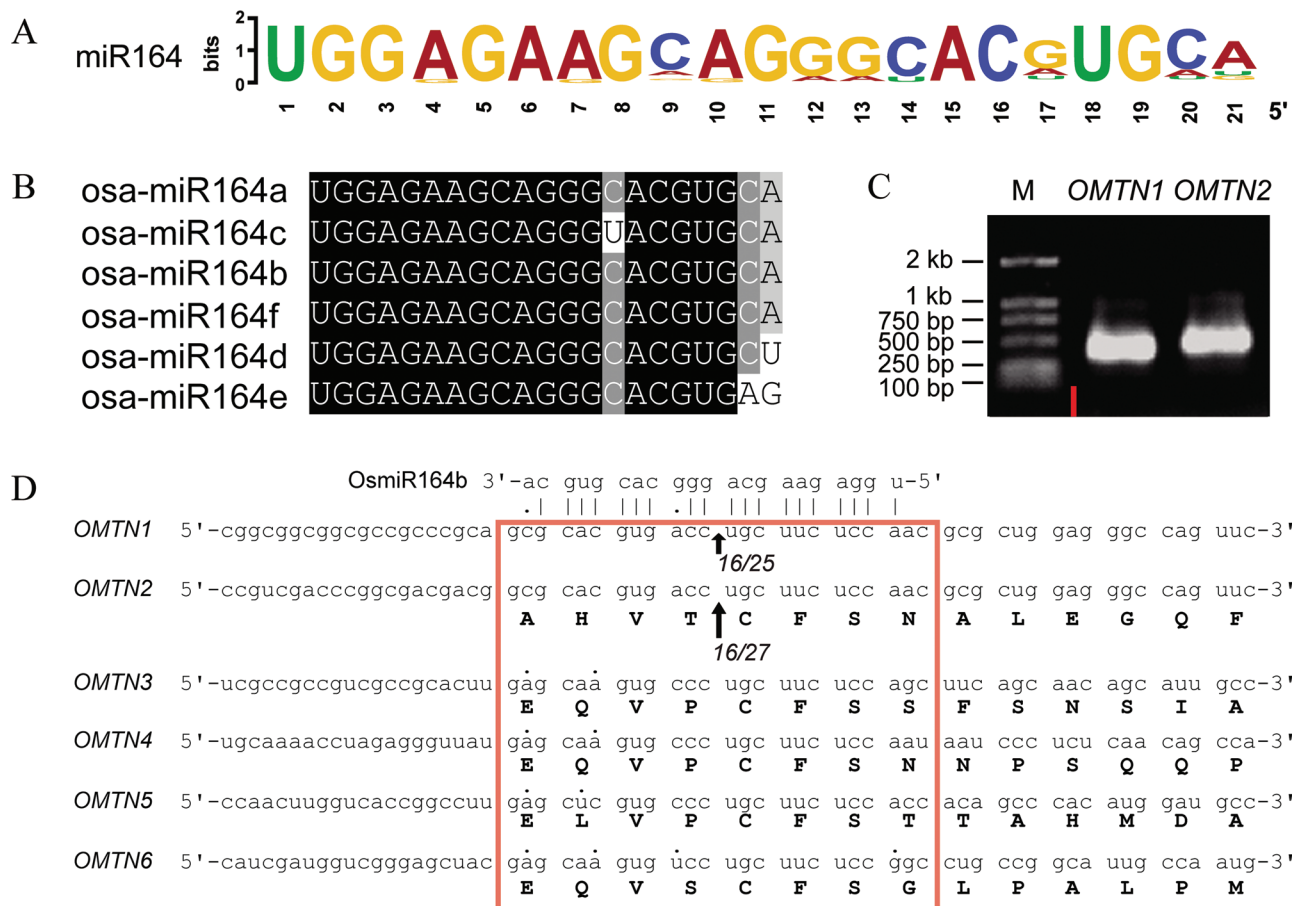 A
miR164
bits
2
1
0
UGGAGAAGCAGGGCACGUGCA
1 2 3 4 5 6 7 8 9 10 11 12 13 14 15 16 17 18 19 20 21 5'
B
osa-miR164a UGGAGAAGCAGGGCACGUGCA
osa-miR164c UGGAGAAGCAGGGUACGUGCA
osa-miR164b UGGAGAAGCAGGGCACGUGCA
osa-miR164f UGGAGAAGCAGGGCACGUGCA
osa-miR164d UGGAGAAGCAGGGCACGUGCU
osa-miR164e UGGAGAAGCAGGGCACGUGAG
C
M OMTN1 OMTN2
2 kb
1 kb
750 bp
500 bp
250 bp
100 bp
D
OsmiR164b 3'-ac gug cac ggg acg aag agg u-5'
OMTN1 5'-cggcggcggcgccgcccgca gcg cac gug acc ugc uuc ucc aac gcg cug gag ggc cag uuc-3'
16/25
OMTN2 5'-ccgucgacccggcgacgacg gcg cac gug acc ugc uuc ucc aac gcg cug gag ggc cag uuc-3'
A H V T C F S N A L E G Q F
16/27
OMTN3 5'-ucgccgccgucgccgcacuu gag caa gug ccc ugc uuc ucc agc uuc agc aac agc auu gcc-3'
E Q V P C F S S F S N S I A
OMTN4 5'-ugcaaaaccuagaggguuau gag caa gug ccc ugc uuc ucc aau aau ccc ucu caa cag cca-3'
E Q V P C F S N N P S Q Q P
OMTN5 5'-ccaacuuggucaccggccuu gag cuc gug ccc ugc uuc ucc acc aca gcc cac aug gau gcc-3'
E L V P C F S T T A H M D A
OMTN6 5'-caucgauggucgggagcuac gag caa gug ucc ugc uuc ucc ggc cug ccg gca uug cca aug-3'
E Q V S C F S G L P A L P M